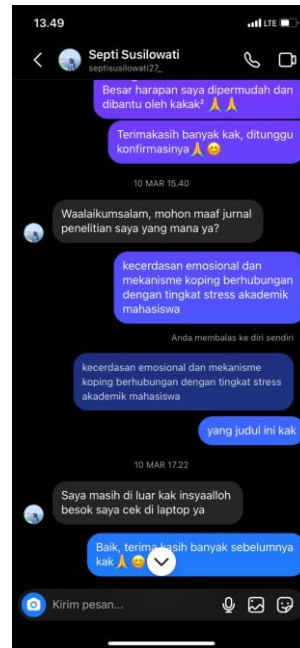 13.49
LTE
Septi Susilowati
septisusilowati27_
Besar harapan saya dipermudah dan
dibantu oleh kakak² 🙏🙏
Terimakasih banyak kak, ditunggu
konfirmasinya 🙏😊
10 MAR 15.40
Waalaikumsalam, mohon maaf jurnal
penelitian saya yang mana ya?
kecerdasan emosional dan
mekanisme koping berhubungan
dengan tingkat stress akademik
mahasiswa
Anda membalas ke diri sendiri
kecerdasan emosional dan mekanisme
koping berhubungan dengan tingkat stress
akademik mahasiswa
yang judul ini kak
10 MAR 17.22
Saya masih di luar kak insyaalloh
besok saya cek di laptop ya
Baik, terima kasih banyak sebelumnya
kak 🙏😊
Kirim pesan...